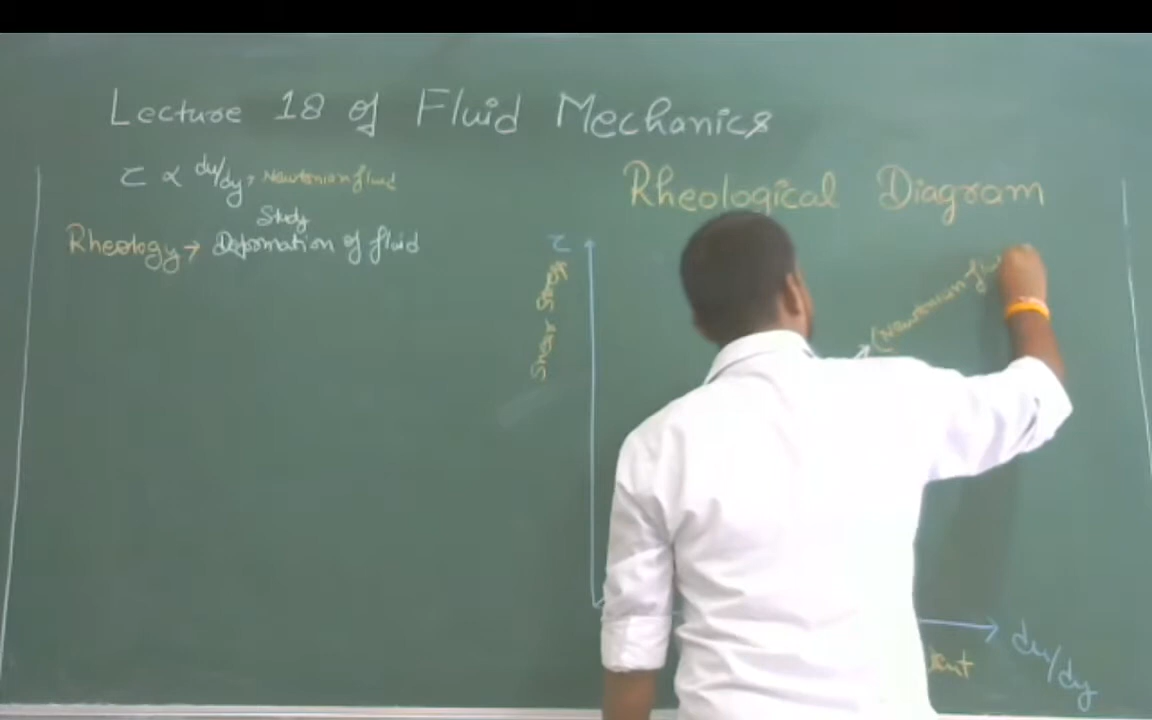 Lecture 18 of Fluid Mechanics
τ ∝ du/dy, Newtonian fluid
Study
Rheology → Deformation of fluid
Rheological Diagram
τ
Shear Stress
(Newtonian
du/dy